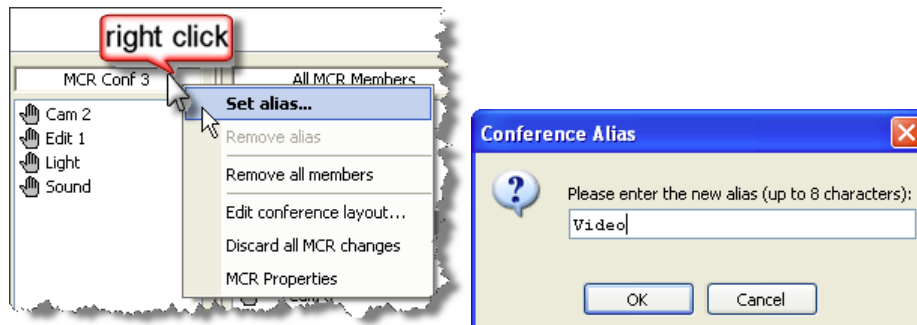 right click
MCR Conf 3
All MCR Members
Cam 2
Edit 1
Light
Sound
Set alias...
Remove alias
Remove all members
Edit conference layout...
Discard all MCR changes
MCR Properties
Conference Alias
Please enter the new alias (up to 8 characters):
Video
OK
Cancel